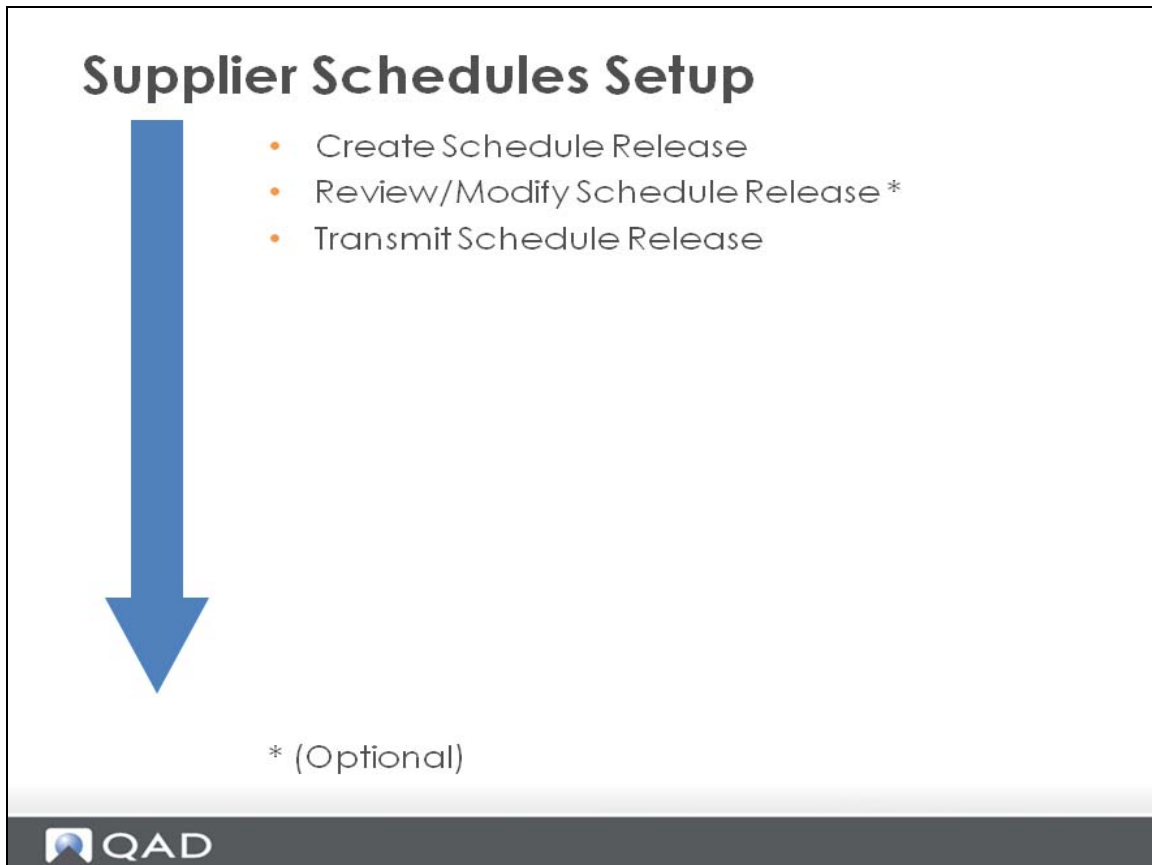 Supplier Schedules Setup
• Create Schedule Release
• Review/Modify Schedule Release *
• Transmit Schedule Release
* (Optional)
QAD